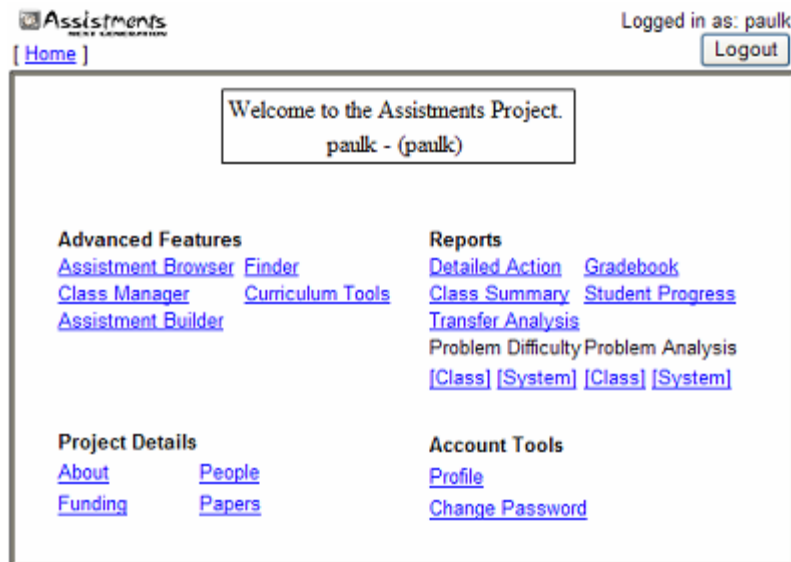 Assistments
NEXT GENERATION
Logged in as: paulk
[ Home ]
Logout
Welcome to the Assistments Project.
paulk - (paulk)
Advanced Features
Assistment Browser Finder
Class Manager Curriculum Tools
Assistment Builder
Reports
Detailed Action Gradebook
Class Summary Student Progress
Transfer Analysis
Problem Difficulty Problem Analysis
[Class] [System] [Class] [System]
Project Details
About People
Funding Papers
Account Tools
Profile
Change Password